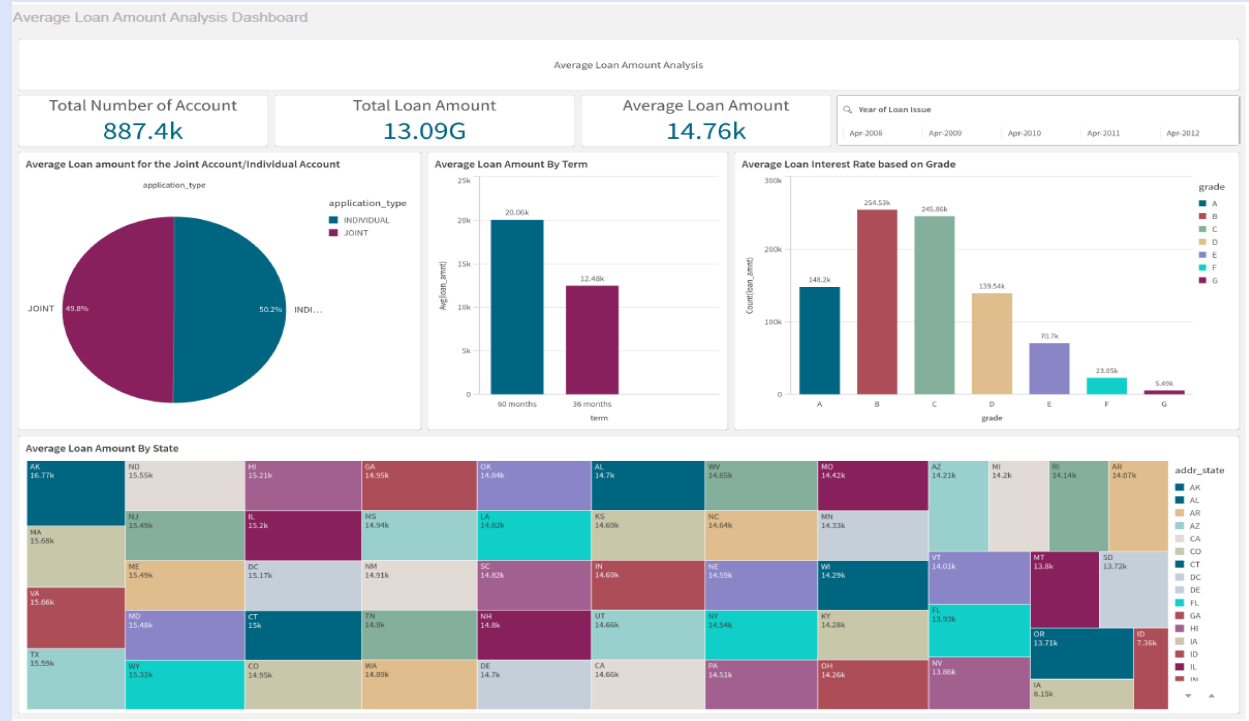 Average Loan Amount Analysis Dashboard
Average Loan Amount Analysis
Total Number of Account
887.4k
Total Loan Amount
13.09G
Average Loan Amount
14.76k
Year of Loan Issue
Apr-2008 Apr-2009 Apr-2010 Apr-2011 Apr-2012
Average Loan amount for the Joint Account/Individual Account
application_type
application_type
INDIVIDUAL
JOINT
JOINT 49.8% 50.2% INDI...
Average Loan Amount By Term
25k
20k
15k
10k
5k
0
Avg(loan_amnt)
20.06k
12.48k
60 months 36 months
term
Average Loan Interest Rate based on Grade
300k
200k
100k
0
Count(loan_amnt)
148.2k
254.53k
245.86k
139.54k
70.7k
23.05k
5.49k
A B C D E F G
grade
grade
A
B
C
D
E
F
G
Average Loan Amount By State
AK
16.77k
MA
15.68k
VA
15.66k
TX
15.59k
ND
15.55k
NJ
15.49k
ME
15.49k
MD
15.48k
WY
15.32k
HI
15.21k
IL
15.2k
DC
15.17k
CT
15k
CO
14.95k
GA
14.95k
MS
14.94k
NM
14.91k
TN
14.9k
WA
14.89k
OK
14.84k
LA
14.82k
SC
14.82k
NH
14.8k
DE
14.7k
AL
14.7k
KS
14.69k
IN
14.69k
UT
14.66k
CA
14.66k
WV
14.65k
NC
14.64k
NE
14.59k
NY
14.54k
PA
14.51k
MO
14.42k
MN
14.33k
WI
14.29k
KY
14.28k
OH
14.26k
AZ
14.21k
MI
14.2k
RI
14.14k
AR
14.07k
VT
14.01k
FL
13.93k
NV
13.86k
MT
13.8k
SD
13.72k
OR
13.71k
IA
8.15k
ID
7.36k
addr_state
AK
AL
AR
AZ
CA
CO
CT
DC
DE
FL
GA
HI
IA
ID
IL
IN